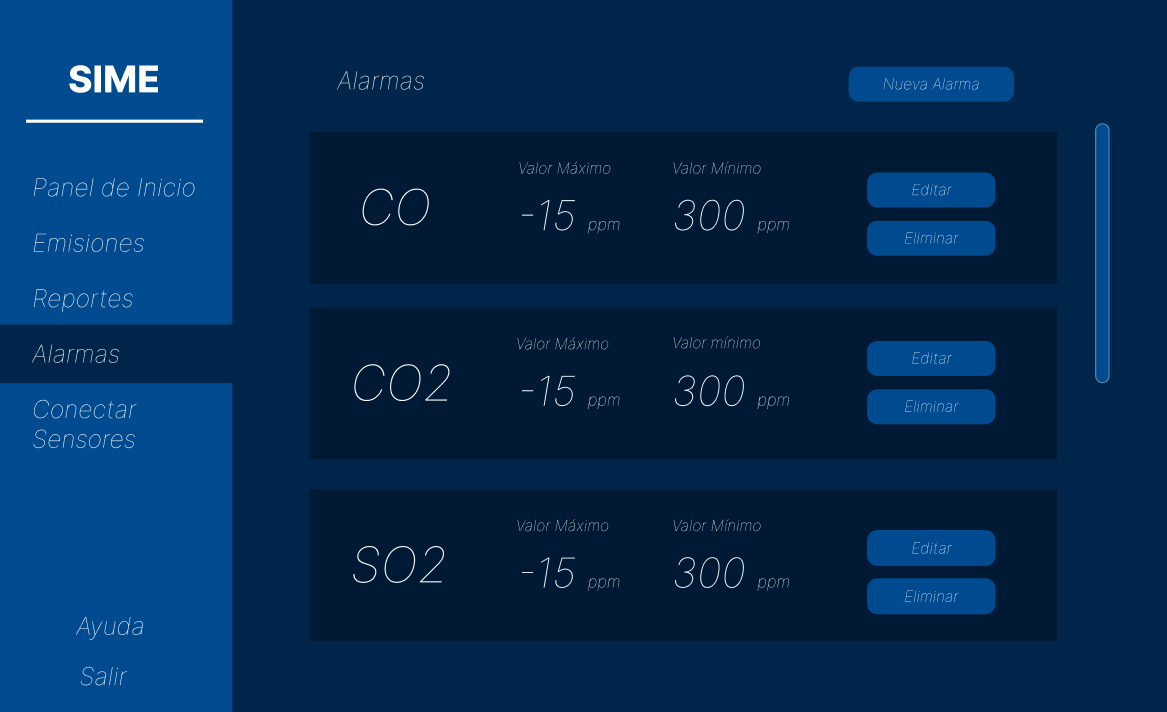 SIME
Panel de Inicio
Emisiones
Reportes
Alarmas
Conectar
Sensores
Ayuda
Salir
Alarmas
Nueva Alarma
CO
Valor Máximo
-15 ppm
Valor Mínimo
300 ppm
Editar
Eliminar
CO2
Valor Máximo
-15 ppm
Valor mínimo
300 ppm
Editar
Eliminar
SO2
Valor Máximo
-15 ppm
Valor Mínimo
300 ppm
Editar
Eliminar